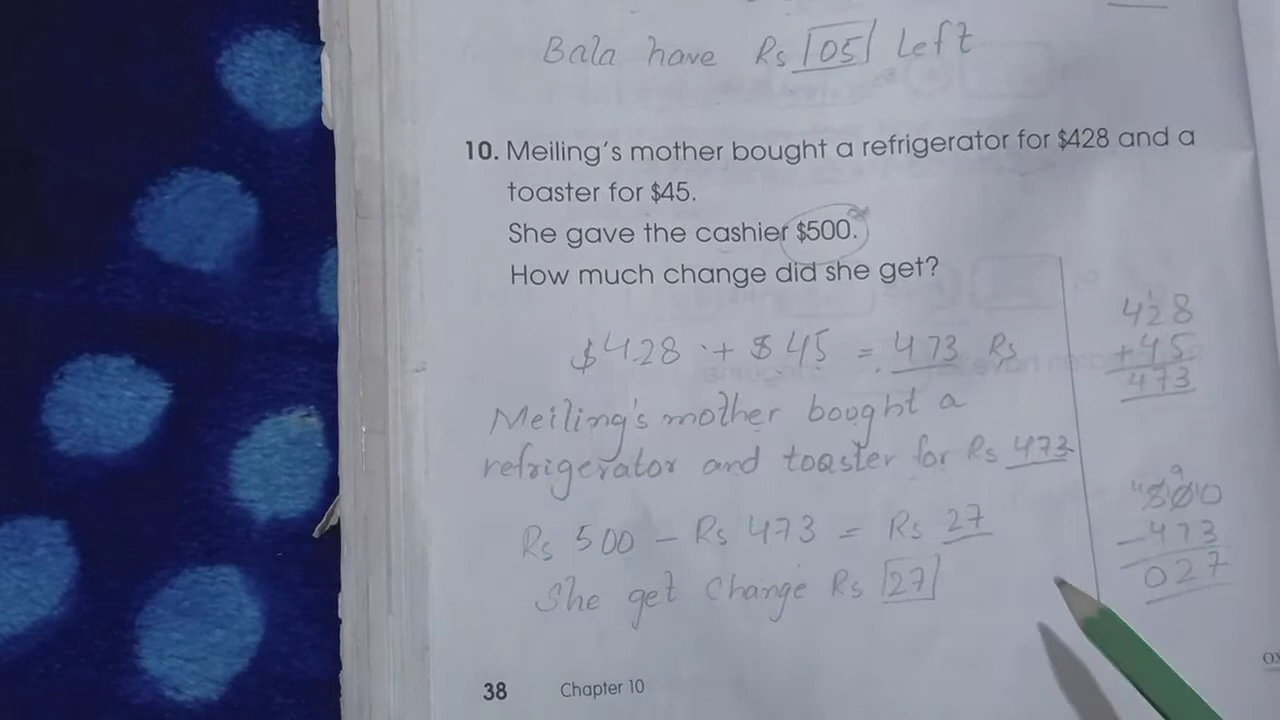 Bala have Rs 05 left
10. Meiling's mother bought a refrigerator for $428 and a
toaster for $45.
She gave the cashier $500.
How much change did she get?
$428 + $45 = 473 Rs
Meiling's mother bought a
refrigerator and toaster for Rs 473
Rs 500 - Rs 473 = Rs 27
She get Change Rs 27
1
428
+45
473
9
500
-473
027
38 Chapter 10